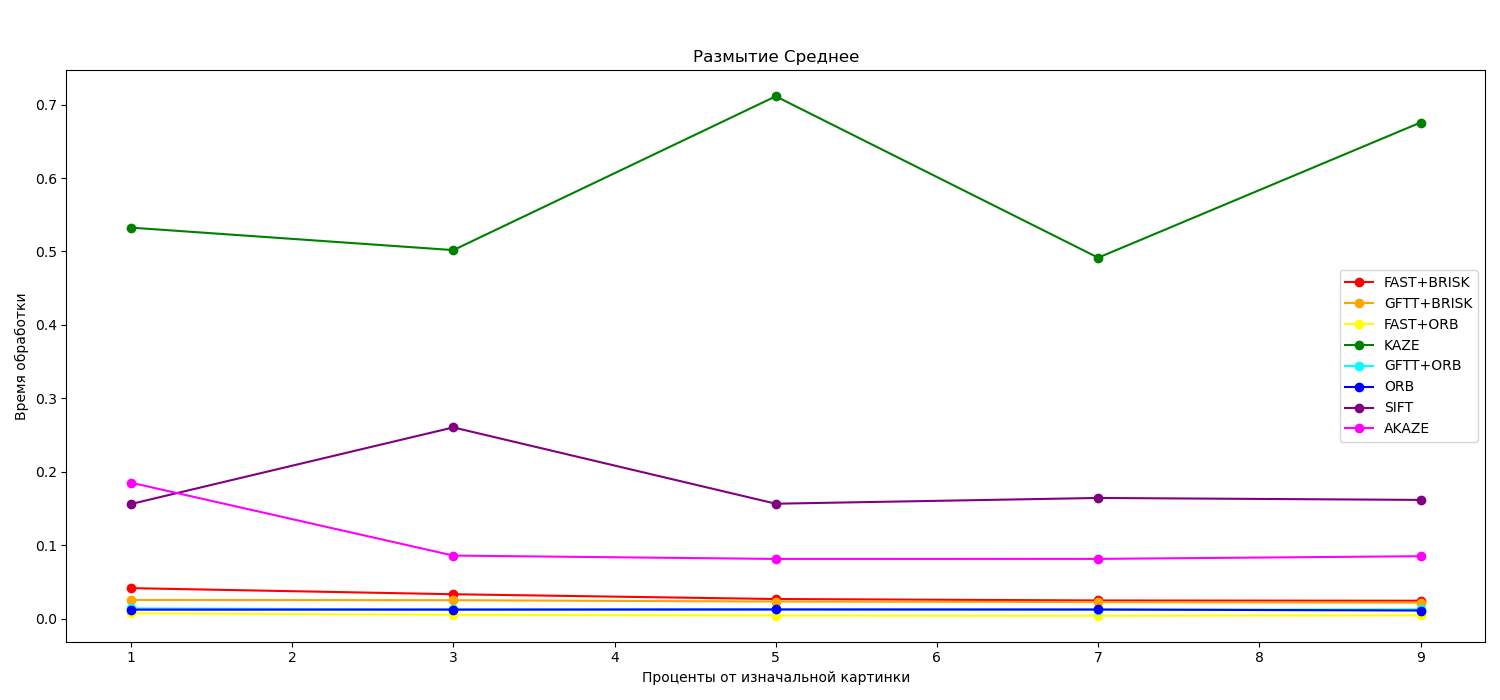 Размытие Среднее
Время обработки
0.7
0.6
0.5
0.4
0.3
0.2
0.1
0.0
1 2 3 4 5 6 7 8 9
Проценты от изначальной картинки
FAST+BRISK
GFTT+BRISK
FAST+ORB
KAZE
GFTT+ORB
ORB
SIFT
AKAZE